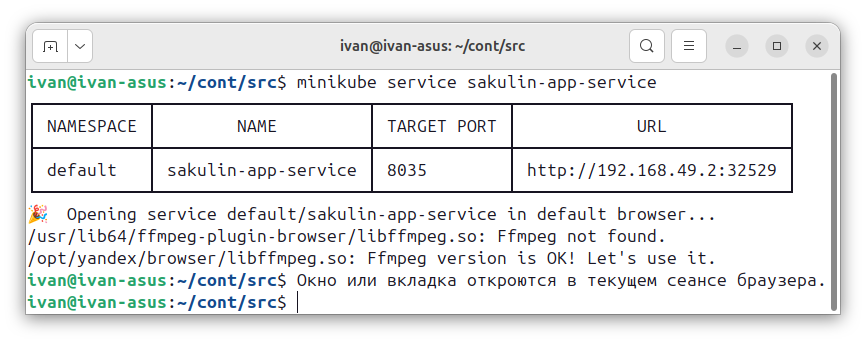 ivan@ivan-asus: ~/cont/src
ivan@ivan-asus:~/cont/src$ minikube service sakulin-app-service
NAMESPACE NAME TARGET PORT URL
default sakulin-app-service 8035 http://192.168.49.2:32529
🎉 Opening service default/sakulin-app-service in default browser...
/usr/lib64/ffmpeg-plugin-browser/libffmpeg.so: Ffmpeg not found.
/opt/yandex/browser/libffmpeg.so: Ffmpeg version is OK! Let's use it.
ivan@ivan-asus:~/cont/src$ Окно или вкладка откроются в текущем сеансе браузера.
ivan@ivan-asus:~/cont/src$